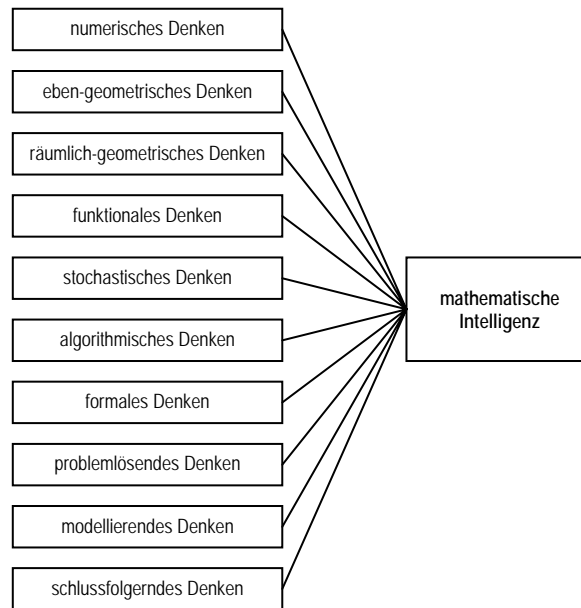 numerisches Denken
eben-geometrisches Denken
räumlich-geometrisches Denken
funktionales Denken
stochastisches Denken
algorithmisches Denken
formales Denken
problemlösendes Denken
modellierendes Denken
schlussfolgerndes Denken
mathematische
Intelligenz